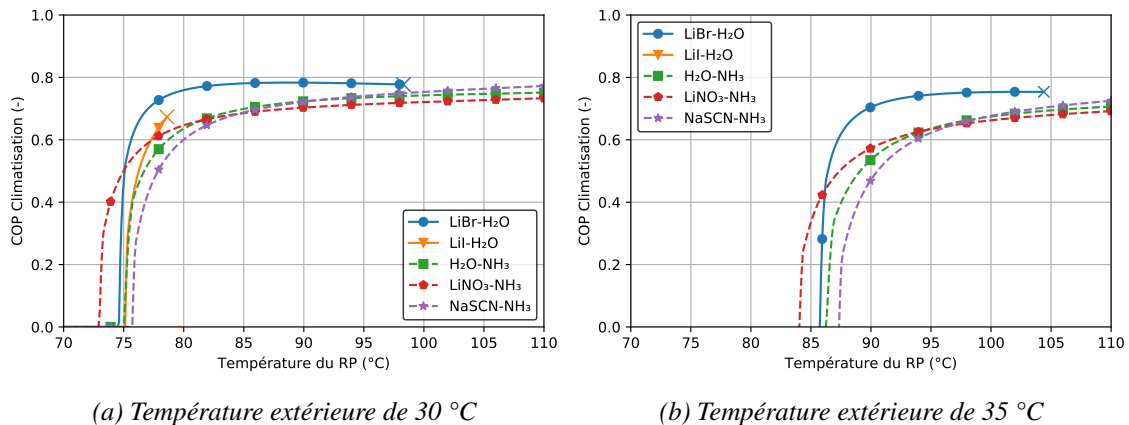 1.0
0.8
0.6
0.4
0.2
0.0
COP Climatisation (-)
LiBr-H₂O
LiI-H₂O
H₂O-NH₃
LiNO₃-NH₃
NaSCN-NH₃
70 75 80 85 90 95 100 105 110
Température du RP (°C)
(a) Température extérieure de 30 °C
1.0
0.8
0.6
0.4
0.2
0.0
COP Climatisation (-)
LiBr-H₂O
LiI-H₂O
H₂O-NH₃
LiNO₃-NH₃
NaSCN-NH₃
70 75 80 85 90 95 100 105 110
Température du RP (°C)
(b) Température extérieure de 35 °C